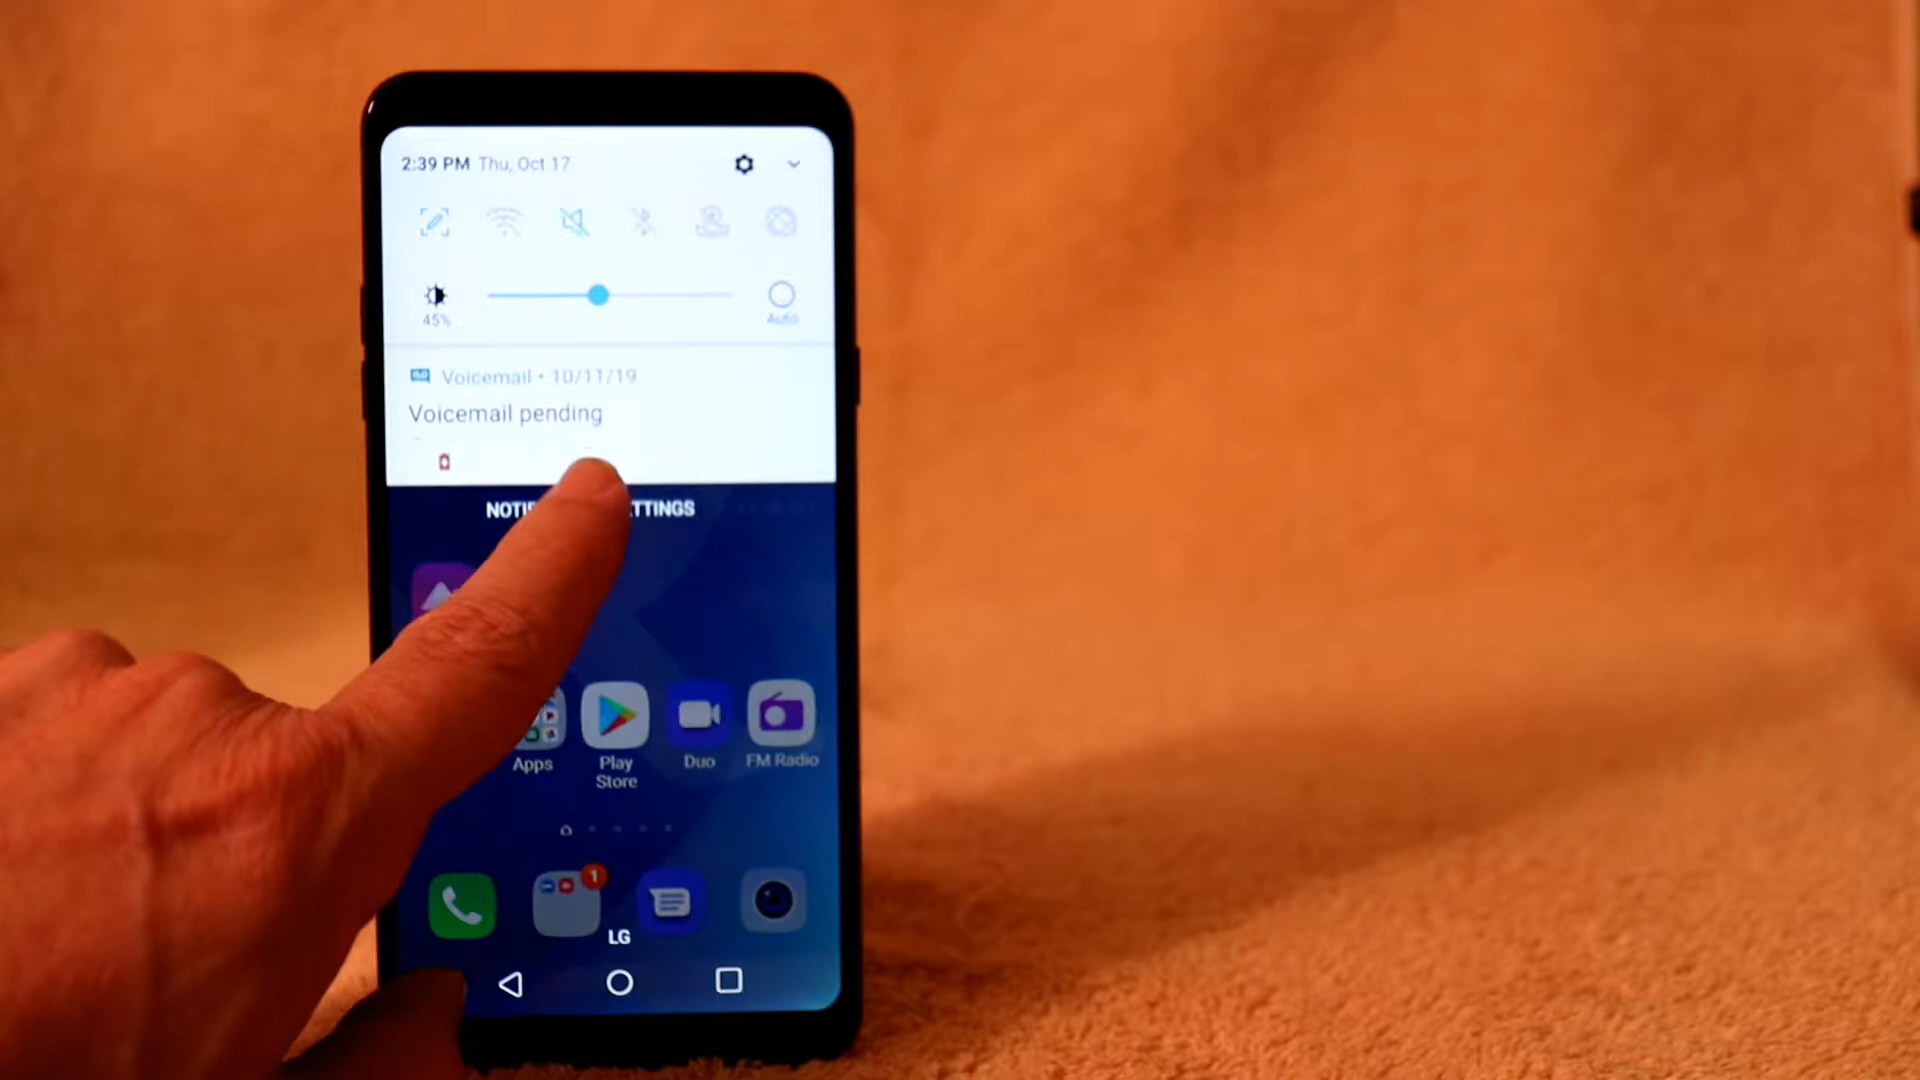 2:39 PM Thu, Oct 17
45%
Auto
Voicemail • 10/11/19
Voicemail pending
NOTIF TTINGS
Apps
Play Store
Duo
FM Radio
1
LG